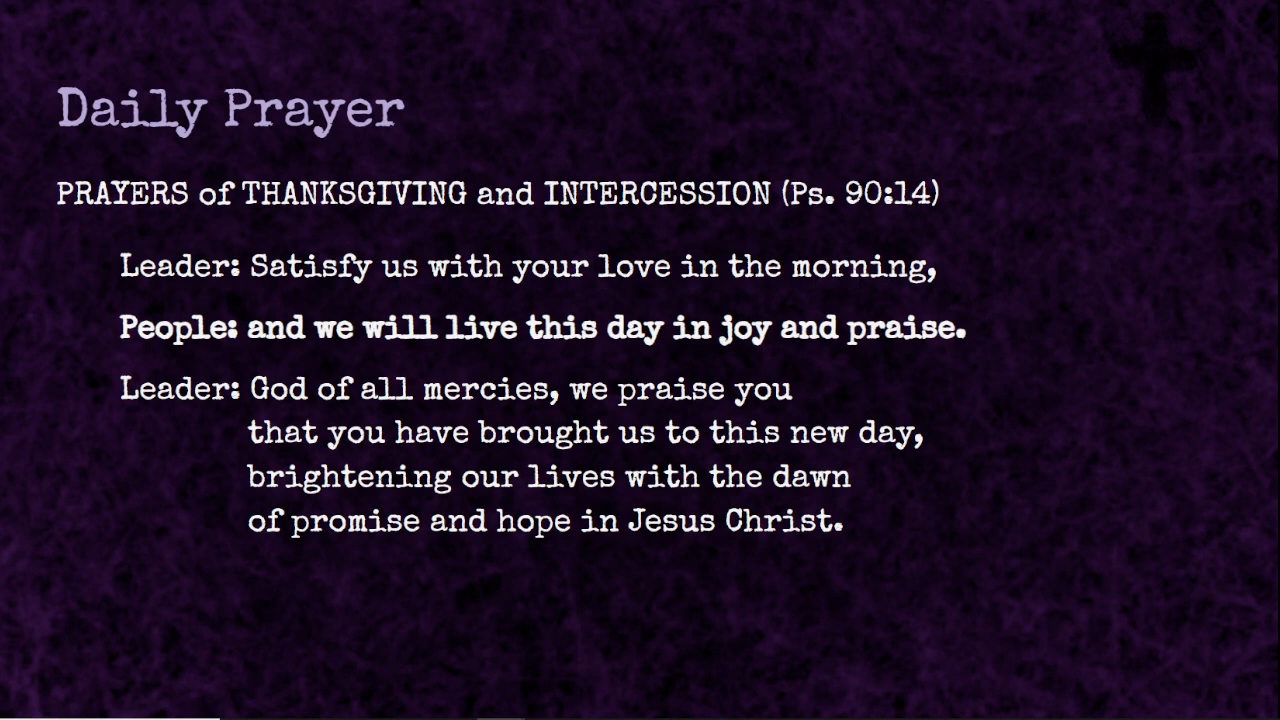 Daily Prayer
PRAYERS of THANKSGIVING and INTERCESSION (Ps. 90:14)
Leader: Satisfy us with your love in the morning,
People: and we will live this day in joy and praise.
Leader: God of all mercies, we praise you
that you have brought us to this new day,
brightening our lives with the dawn
of promise and hope in Jesus Christ.